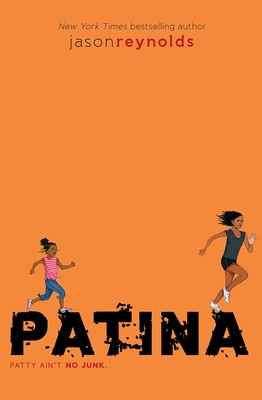 New York Times bestselling author
jasonreynolds
PATINA
PATTY AIN'T NO JUNK.